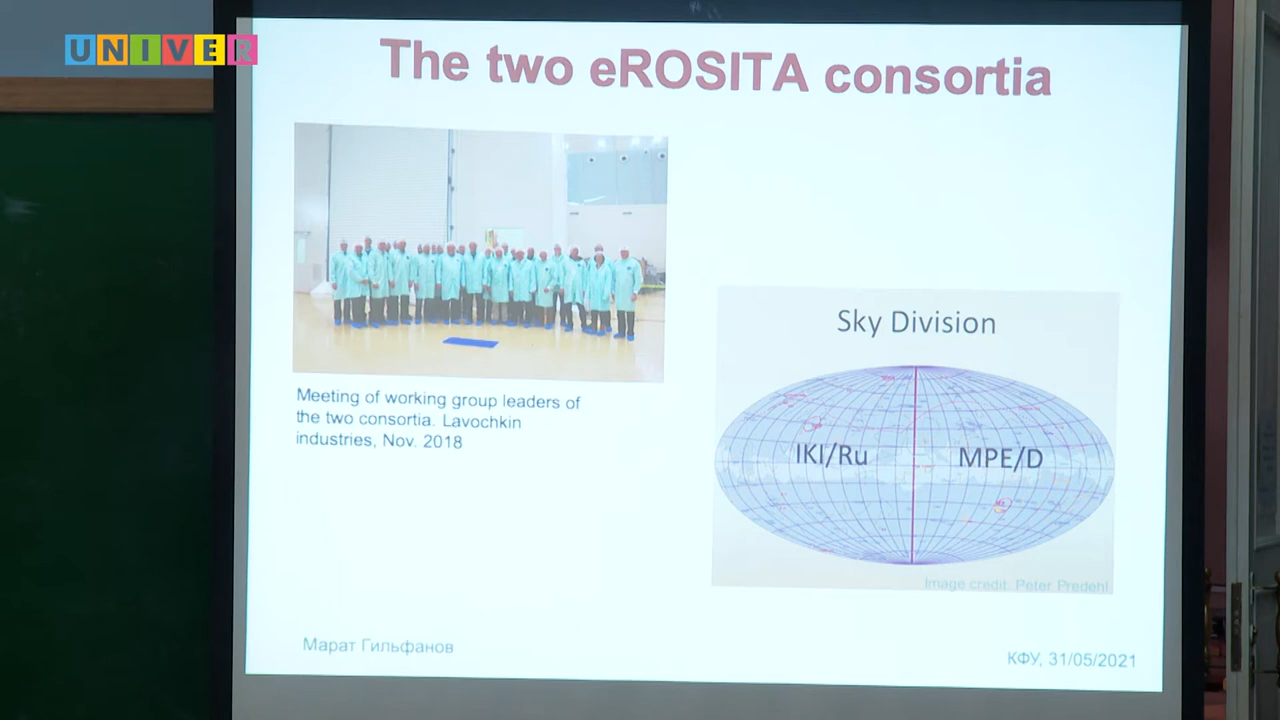 UNIVER
The two eROSITA consortia
Meeting of working group leaders of
the two consortia. Lavochkin
industries, Nov. 2018
Sky Division
IKI/Ru
MPE/D
Image credit: Peter Predehl
Марат Гильфанов
КФУ, 31/05/2021